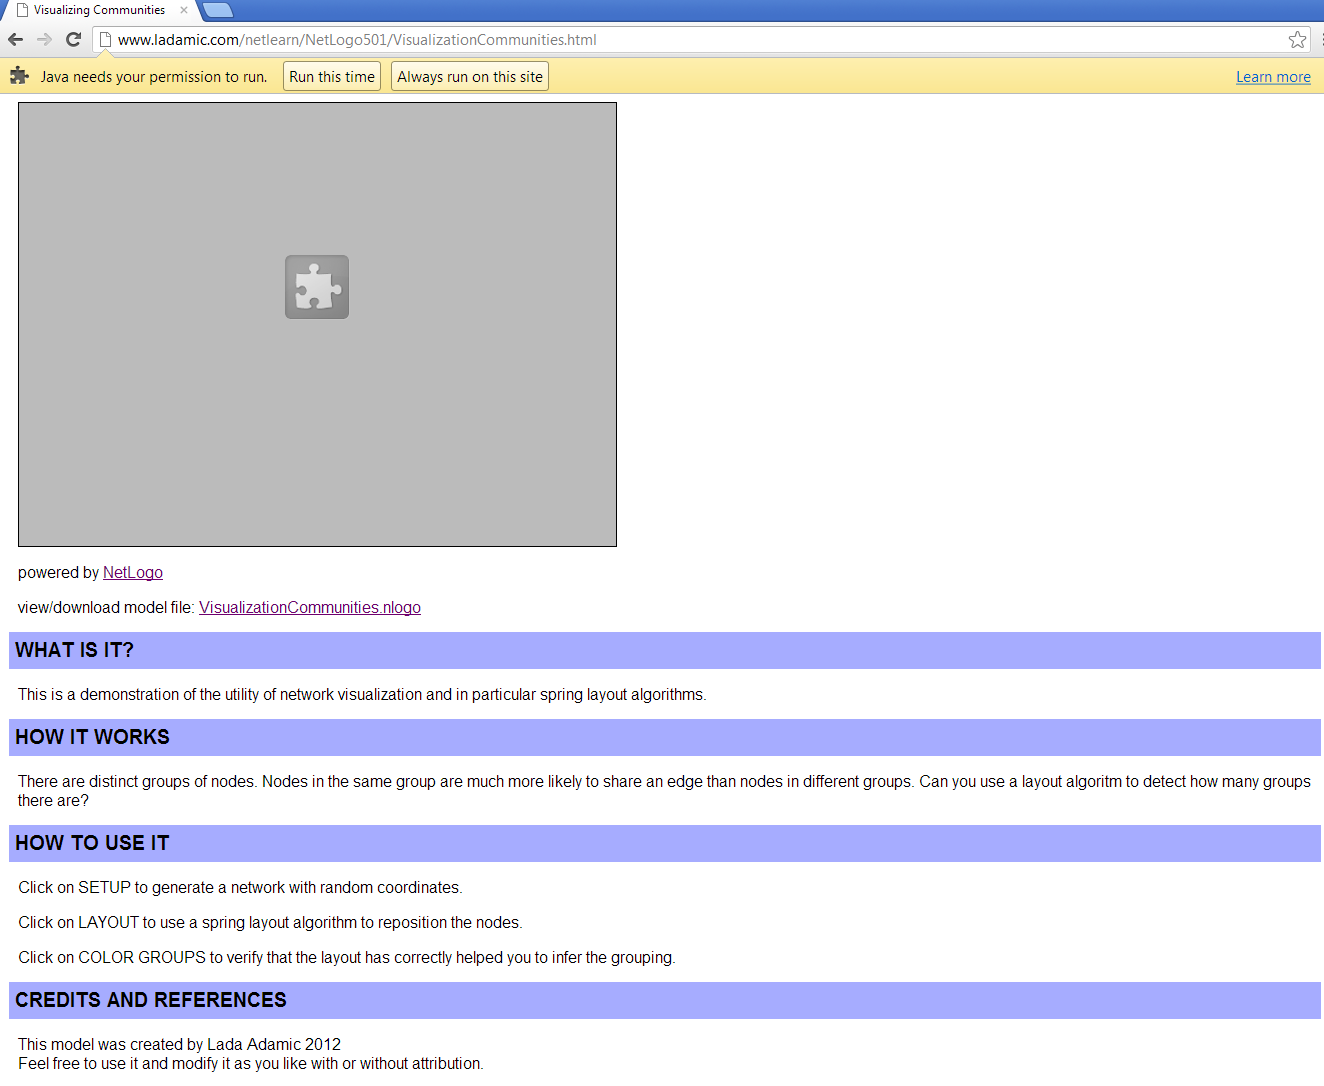 Visualizing Communities
www.ladamic.com/netlearn/NetLogo501/VisualizationCommunities.html
Java needs your permission to run. Run this time Always run on this site Learn more
powered by NetLogo
view/download model file: VisualizationCommunities.nlogo
WHAT IS IT?
This is a demonstration of the utility of network visualization and in particular spring layout algorithms.
HOW IT WORKS
There are distinct groups of nodes. Nodes in the same group are much more likely to share an edge than nodes in different groups. Can you use a layout algoritm to detect how many groups
there are?
HOW TO USE IT
Click on SETUP to generate a network with random coordinates.
Click on LAYOUT to use a spring layout algorithm to reposition the nodes.
Click on COLOR GROUPS to verify that the layout has correctly helped you to infer the grouping.
CREDITS AND REFERENCES
This model was created by Lada Adamic 2012
Feel free to use it and modify it as you like with or without attribution.